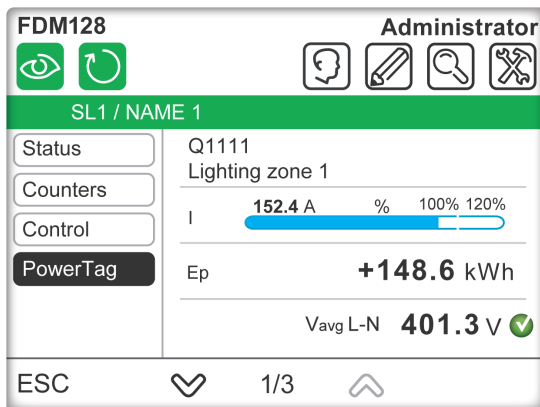 FDM128 Administrator
SL1 / NAME 1
Status
Counters
Control
PowerTag
Q1111
Lighting zone 1
I 152.4 A % 100% 120%
Ep +148.6 kWh
Vavg L-N 401.3 V
ESC 1/3